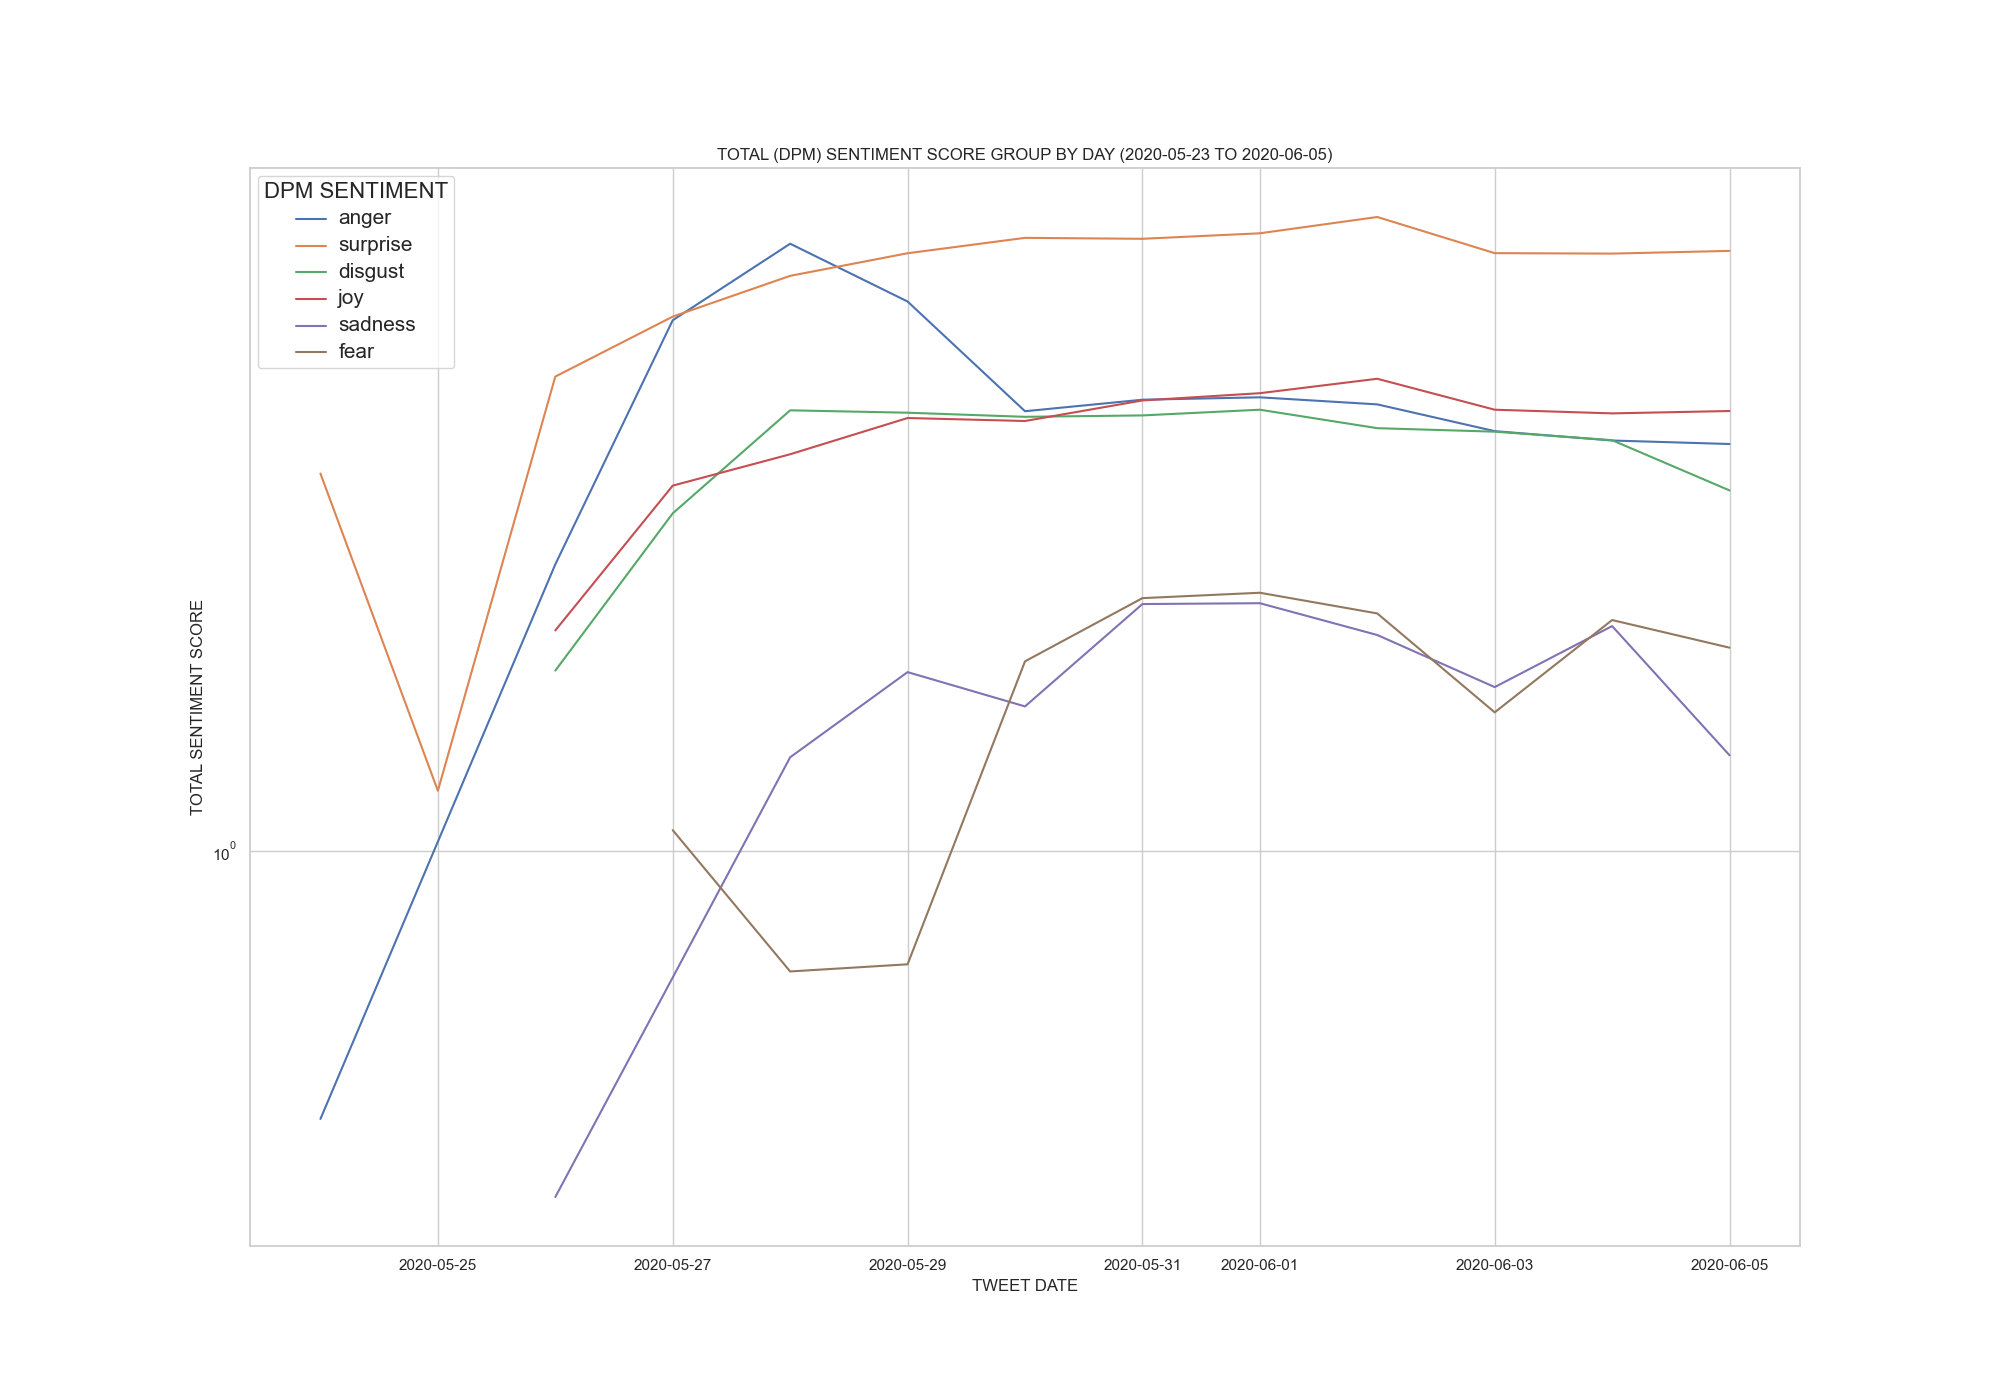 TOTAL (DPM) SENTIMENT SCORE GROUP BY DAY (2020-05-23 TO 2020-06-05)
DPM SENTIMENT
anger
surprise
disgust
joy
sadness
fear
TOTAL SENTIMENT SCORE
10^0
2020-05-25 2020-05-27 2020-05-29 2020-05-31 2020-06-01 2020-06-03 2020-06-05
TWEET DATE